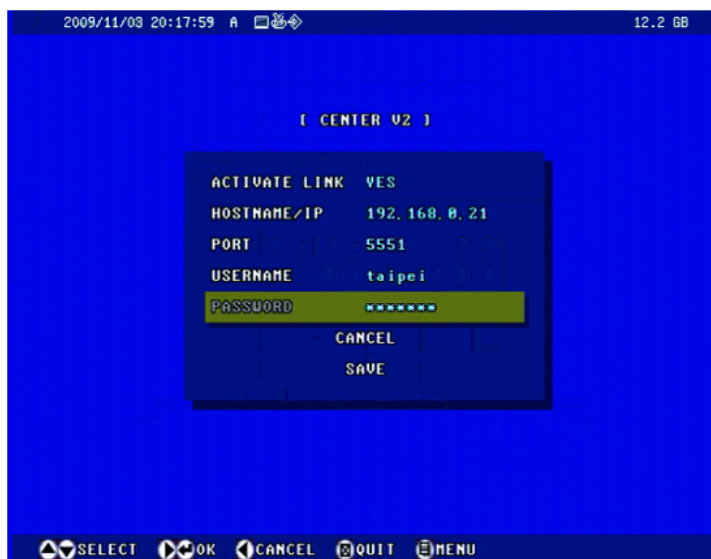 2009/11/03 20:17:59 A 12.2 GB
[ CENTER V2 ]
ACTIVATE LINK YES
HOSTNAME/IP 192.168.0.21
PORT 5551
USERNAME taipei
PASSWORD *******
CANCEL
SAVE
SELECT OK CANCEL QUIT MENU